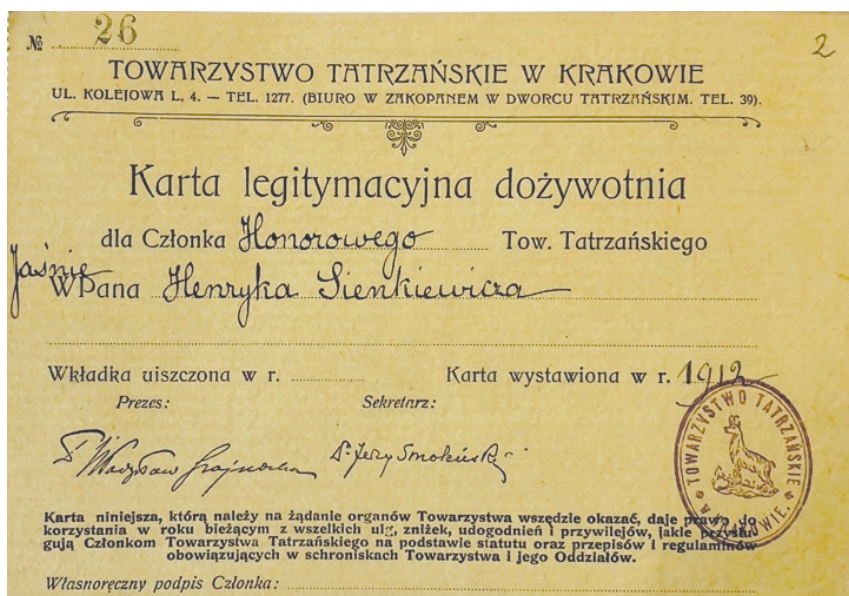 № 26
2
TOWARZYSTWO TATRZAŃSKIE W KRAKOWIE
UL. KOLEJOWA L. 4. — TEL. 1277. (BIURO W ZAKOPANEM W DWORCU TATRZAŃSKIM. TEL. 39).
Karta legitymacyjna dożywotnia
dla Członka Honorowego Tow. Tatrzańskiego
Jaśnie
WPana Henryka Sienkiewicza
Wkładka uiszczona w r. Karta wystawiona w r. 1912
Prezes: Sekretarz:
Władysław Dr Jerzy Smoleński
TOWARZYSTWO TATRZAŃSKIE W KRAKOWIE.
Karta niniejsza, którą należy na żądanie organów Towarzystwa wszędzie okazać, daje prawo do
korzystania w roku bieżącym z wszelkich ulg, zniżek, udogodnień i przywilejów, jakie przysłu-
gują Członkom Towarzystwa Tatrzańskiego na podstawie statutu oraz przepisów i regulaminów
obowiązujących w schroniskach Towarzystwa i jego Oddziałów.
Własnoręczny podpis Członka: